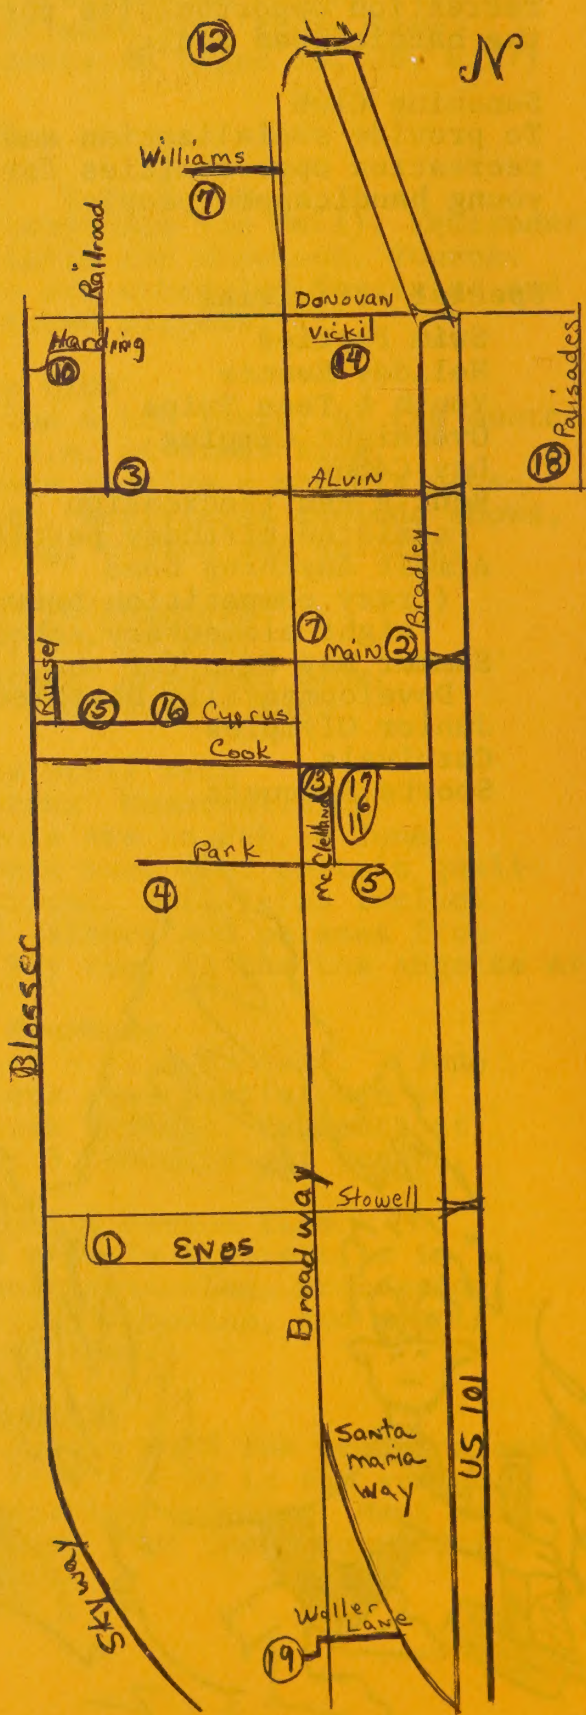 12
N
Williams
7
Railroad
DONOVAN
Vicki
14
Harding
10
Palisades
18
3
ALVIN
Bradley
7
Main
2
Russel
15
16
Cyprus
Cook
13
17
16
11
McClelland
Park
4
5
Blosser
Broadway
Stowell
1
Santa
maria
Way
US 101
Skyway
Waller
LANE
19